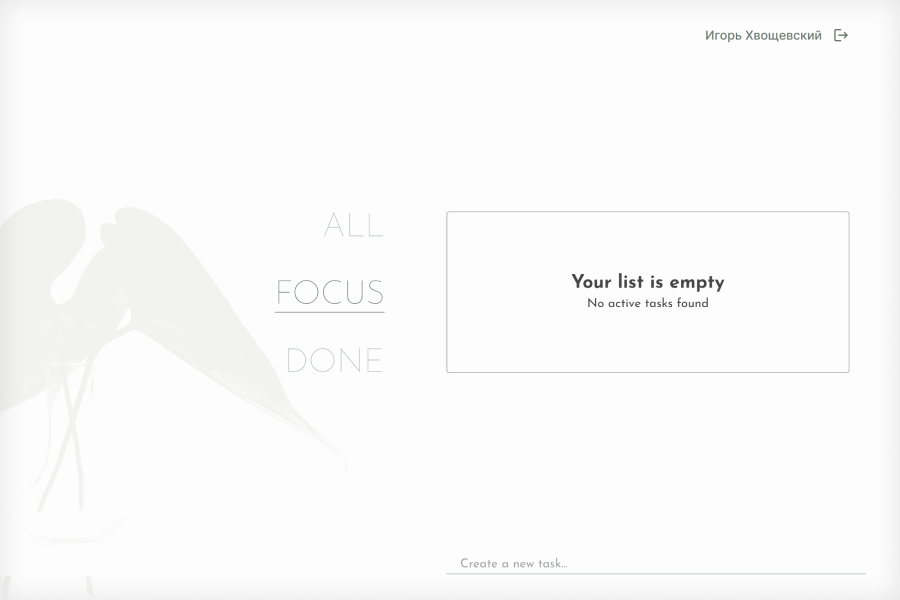 Игорь Хвощевский
ALL
FOCUS
DONE
Your list is empty
No active tasks found
Create a new task...